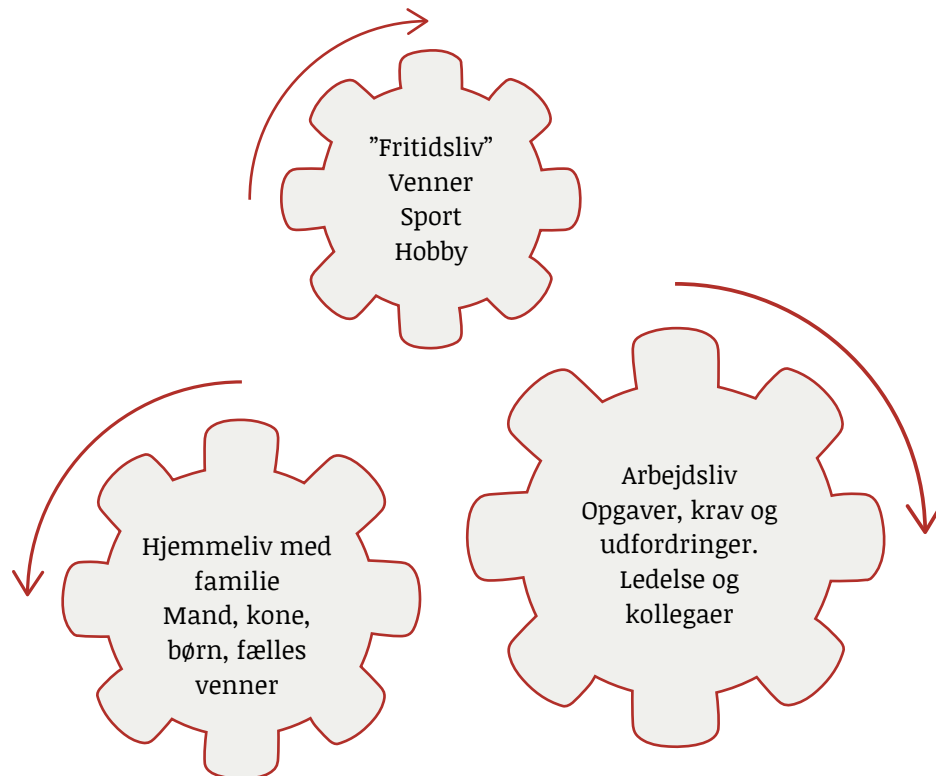 ”Fritidsliv”
Venner
Sport
Hobby
Arbejdsliv
Opgaver, krav og
udfordringer.
Ledelse og
kollegaer
Hjemmeliv med
familie
Mand, kone,
børn, fælles
venner